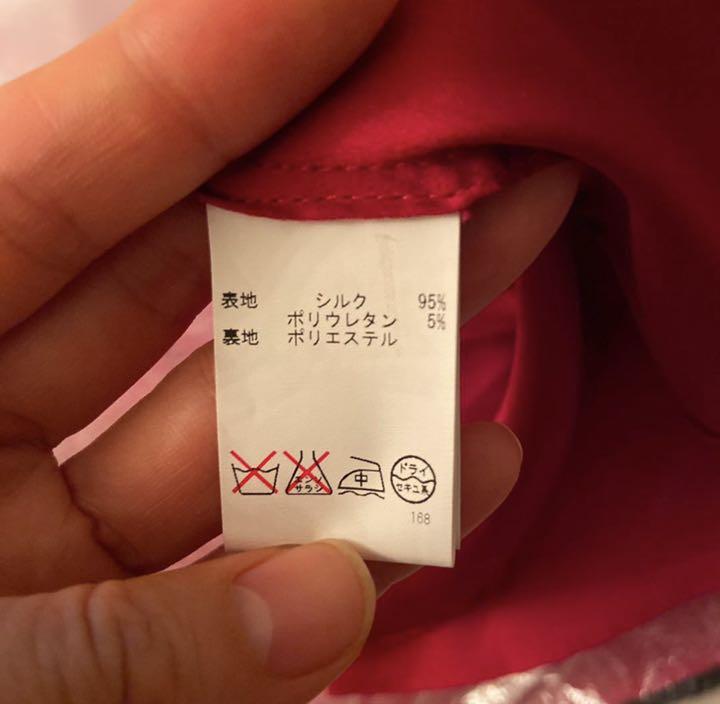 表地 シルク 95%
ポリウレタン 5%
裏地 ポリエステル
エンソ
サラシ
中
ドライ
セキユ系
168